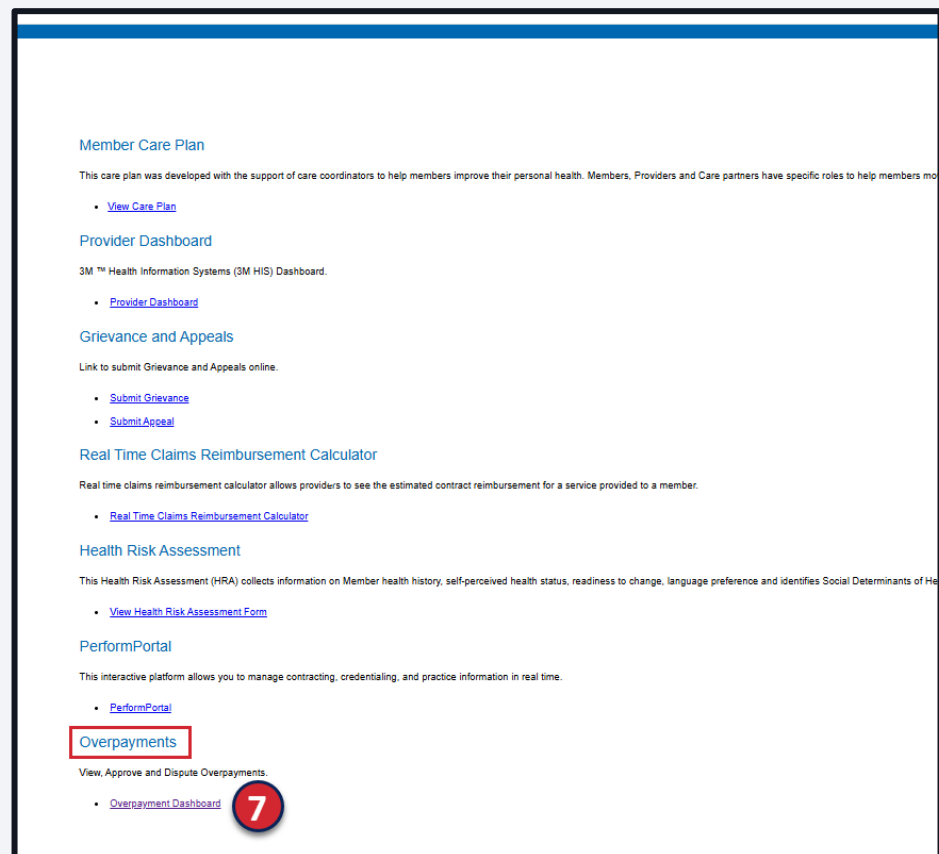 Member Care Plan
This care plan was developed with the support of care coordinators to help members improve their personal health. Members, Providers and Care partners have specific roles to help members
• View Care Plan
Provider Dashboard
3M ™ Health Information Systems (3M HIS) Dashboard.
• Provider Dashboard
Grievance and Appeals
Link to submit Grievance and Appeals online.
• Submit Grievance
• Submit Appeal
Real Time Claims Reimbursement Calculator
Real time claims reimbursement calculator allows providers to see the estimated contract reimbursement for a service provided to a member.
• Real Time Claims Reimbursement Calculator
Health Risk Assessment
This Health Risk Assessment (HRA) collects information on Member health history, self-perceived health status, readiness to change, language preference and identifies Social Determinants of
• View Health Risk Assessment Form
PerformPortal
This interactive platform allows you to manage contracting, credentialing, and practice information in real time.
• PerformPortal
Overpayments
View, Approve and Dispute Overpayments.
• Overpayment Dashboard 7